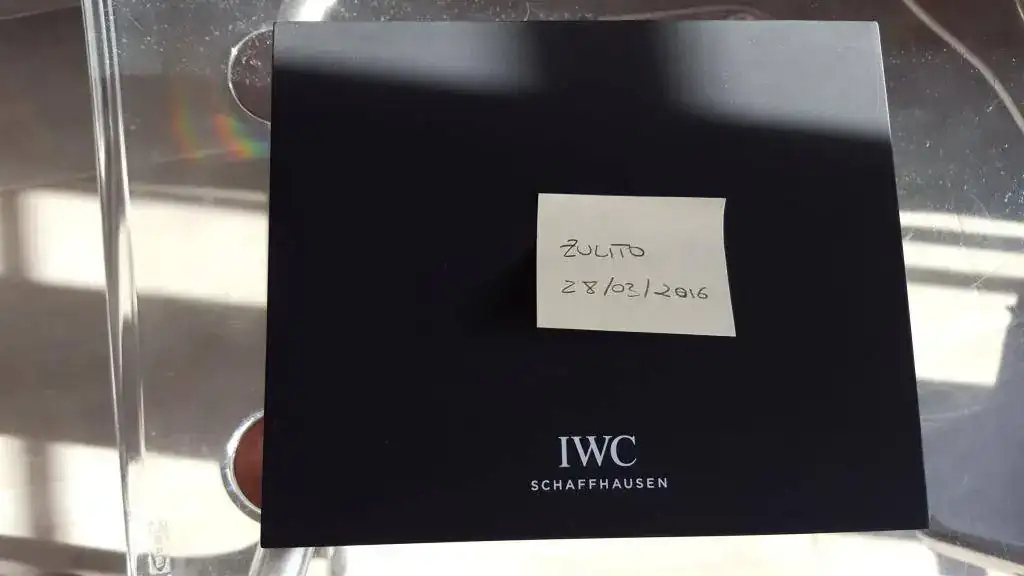 ZULITO
28/03/2016
IWC
SCHAFFHAUSEN